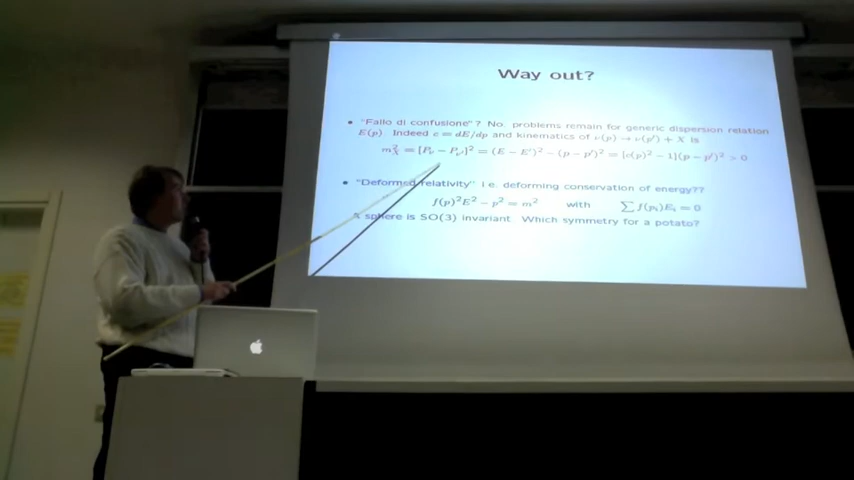 Way out?
• "Fallo di confusione"? No, problems remain for generic dispersion relation
E(p). Indeed c = dE/dp and kinematics of ν(p) → ν(p′) + X is
m²_X = [P_ν − P_ν′]² = (E − E′)² − (p − p′)² = [c(p)² − 1](p − p′)² > 0
• "Deformed relativity" i.e. deforming conservation of energy??
f(p)²E² − p² = m² with ∑ f(p_i)E_i = 0
A sphere is SO(3) invariant. Which symmetry for a potato?